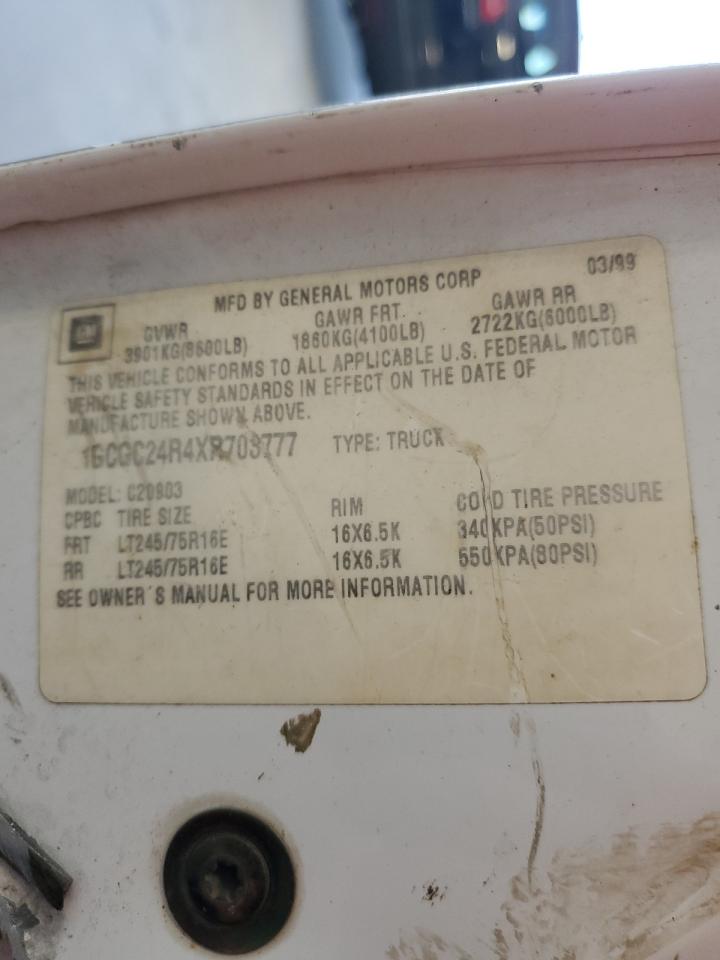 03/99
MFD BY GENERAL MOTORS CORP
GM
GVWR GAWR FRT. GAWR RR
3901KG(8600LB) 1860KG(4100LB) 2722KG(6000LB)
THIS VEHICLE CONFORMS TO ALL APPLICABLE U.S. FEDERAL MOTOR
VEHICLE SAFETY STANDARDS IN EFFECT ON THE DATE OF
MANUFACTURE SHOWN ABOVE.
TYPE: TRUCK
MODEL: C20903
CPBC TIRE SIZE RIM COLD TIRE PRESSURE
FRT LT245/75R16E 16X6.5K 340KPA(50PSI)
RR LT245/75R16E 16X6.5K 550KPA(80PSI)
SEE OWNER'S MANUAL FOR MORE INFORMATION.